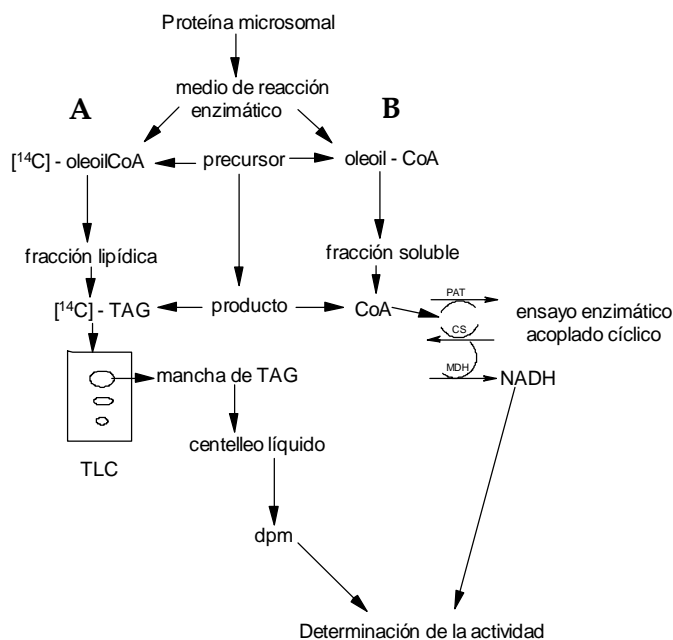 Proteína microsomal
medio de reacción
enzimático
A
B
[¹⁴C] - oleoilCoA
precursor
oleoil - CoA
fracción lipídica
fracción soluble
[¹⁴C] - TAG
producto
CoA
PAT
CS
MDH
ensayo enzimático
acoplado cíclico
NADH
mancha de TAG
TLC
centelleo líquido
dpm
Determinación de la actividad